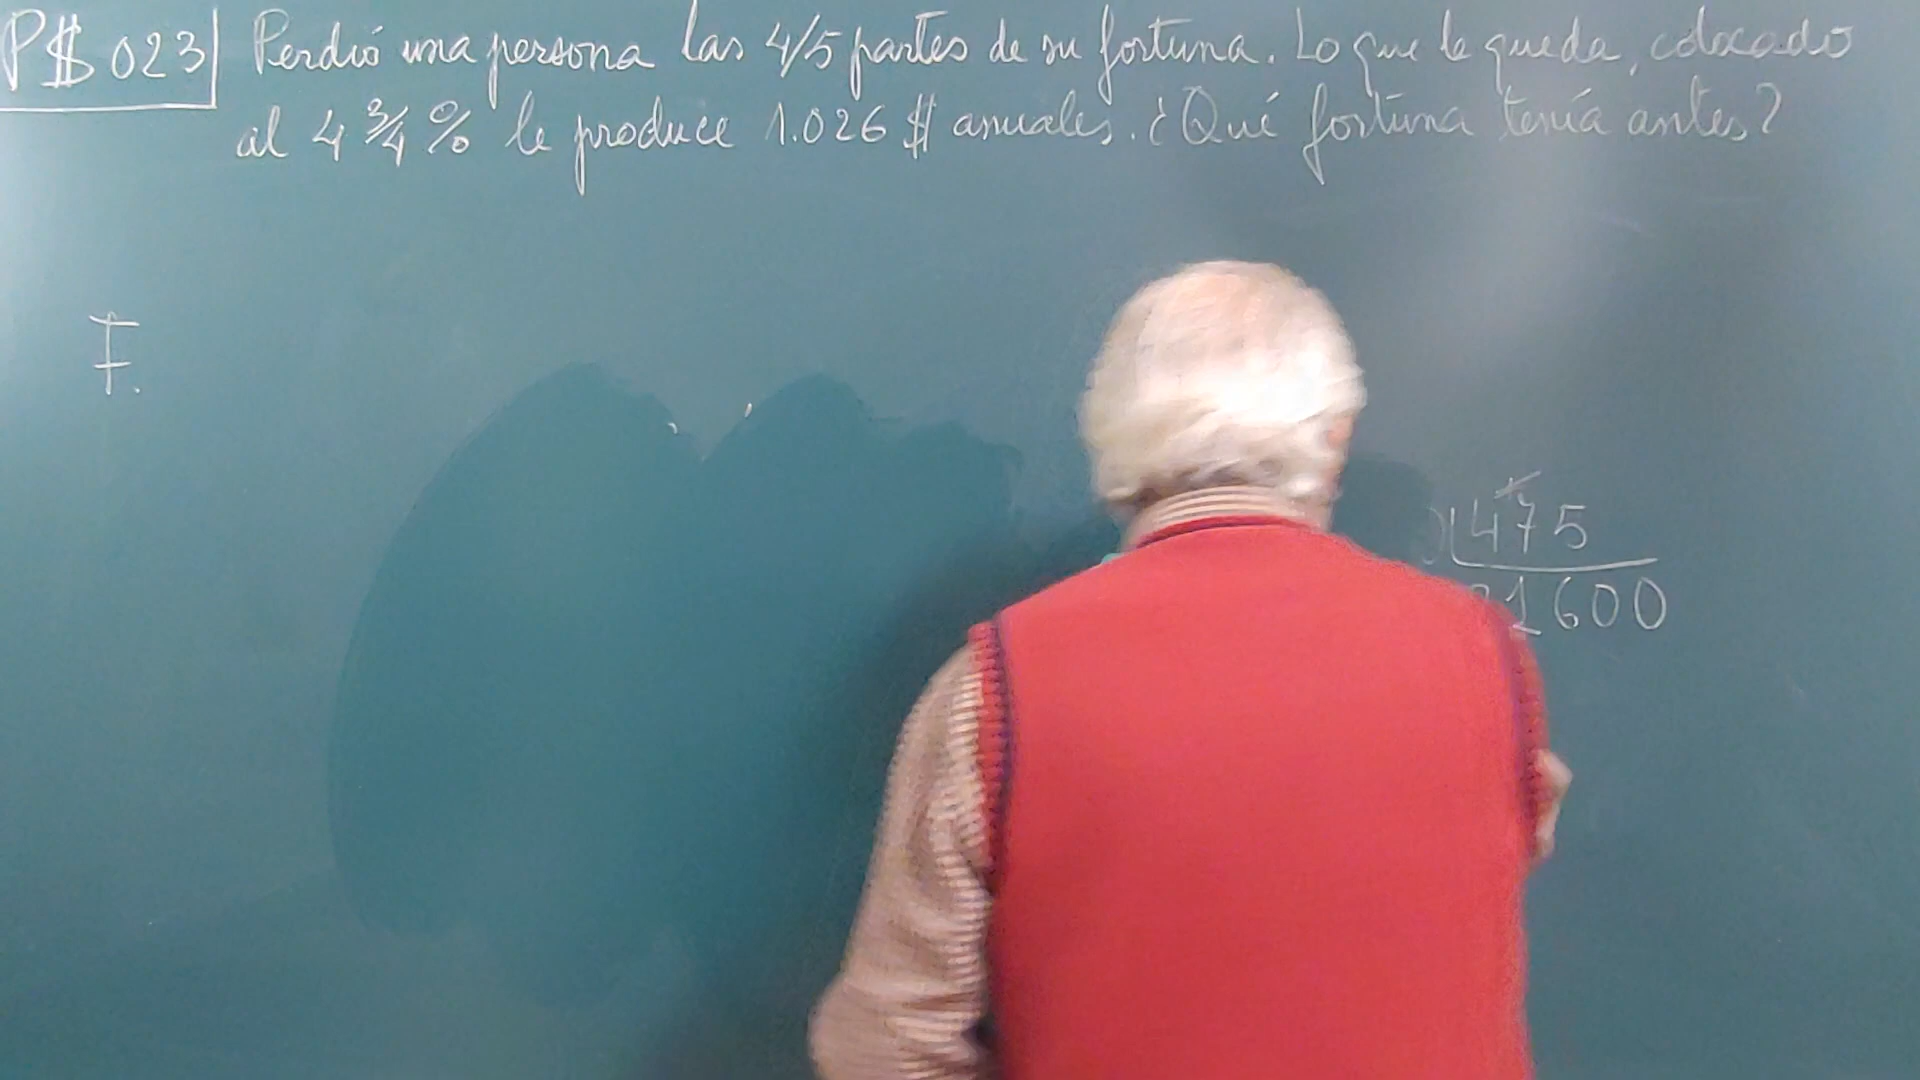 P$ 023 Perdió una persona las 4/5 partes de su fortuna. Lo que le queda, colocado
al 4 3/4 % le produce 1.026 $ anuales. ¿Qué fortuna tenía antes?
F.
475
1600